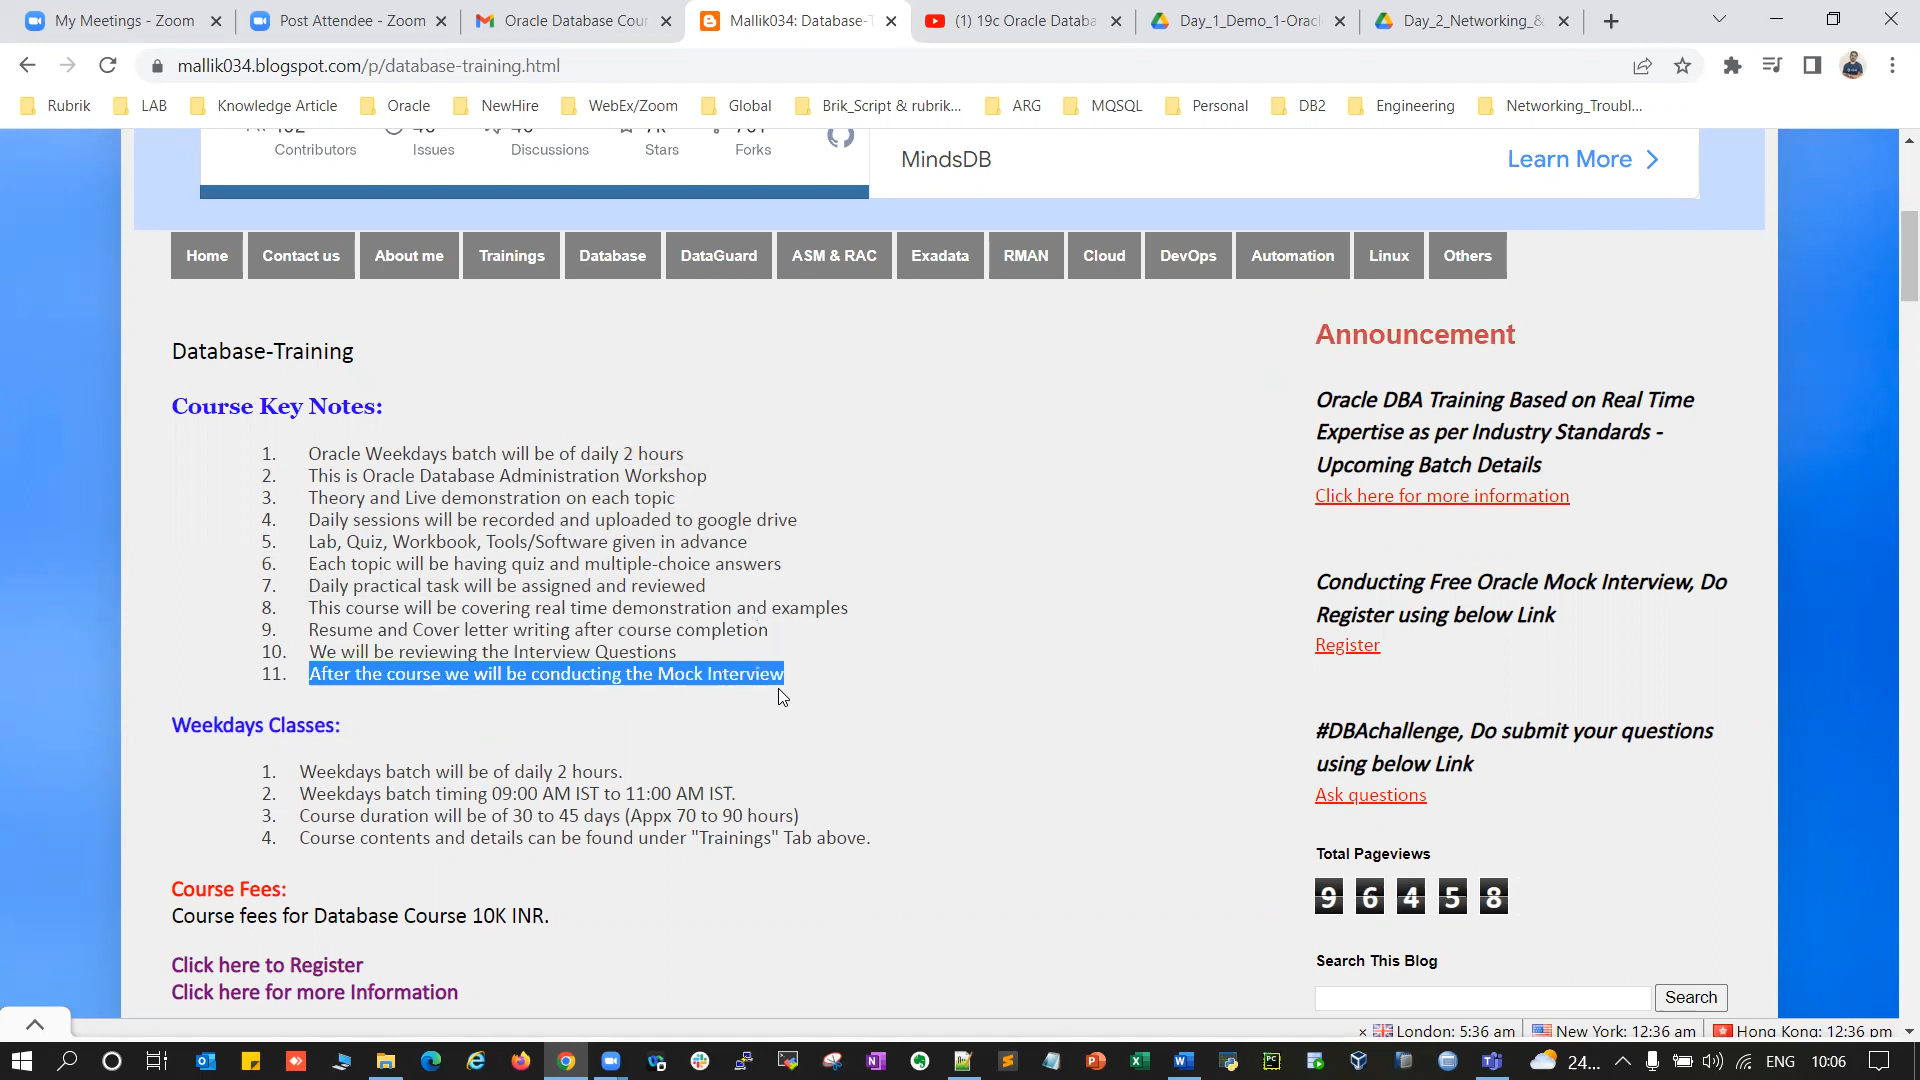 My Meetings - Zoom
Post Attendee - Zoom
Oracle Database Cou
Mallik034: Database-T
(1) 19c Oracle Databa
Day_1_Demo_1-Oracl
Day_2_Networking_&
mallik034.blogspot.com/p/database-training.html
Rubrik
LAB
Knowledge Article
Oracle
NewHire
WebEx/Zoom
Global
Brik_Script & rubrik...
ARG
MQSQL
Personal
DB2
Engineering
Networking_Troubl...
Contributors
Issues
Discussions
Stars
Forks
MindsDB
Learn More
Home
Contact us
About me
Trainings
Database
DataGuard
ASM & RAC
Exadata
RMAN
Cloud
DevOps
Automation
Linux
Others
Database-Training
Course Key Notes:
1. Oracle Weekdays batch will be of daily 2 hours
2. This is Oracle Database Administration Workshop
3. Theory and Live demonstration on each topic
4. Daily sessions will be recorded and uploaded to google drive
5. Lab, Quiz, Workbook, Tools/Software given in advance
6. Each topic will be having quiz and multiple-choice answers
7. Daily practical task will be assigned and reviewed
8. This course will be covering real time demonstration and examples
9. Resume and Cover letter writing after course completion
10. We will be reviewing the Interview Questions
11. After the course we will be conducting the Mock Interview
Weekdays Classes:
1. Weekdays batch will be of daily 2 hours.
2. Weekdays batch timing 09:00 AM IST to 11:00 AM IST.
3. Course duration will be of 30 to 45 days (Appx 70 to 90 hours)
4. Course contents and details can be found under "Trainings" Tab above.
Course Fees:
Course fees for Database Course 10K INR.
Click here to Register
Click here for more Information
Announcement
Oracle DBA Training Based on Real Time
Expertise as per Industry Standards -
Upcoming Batch Details
Click here for more information
Conducting Free Oracle Mock Interview, Do
Register using below Link
Register
#DBAchallenge, Do submit your questions
using below Link
Ask questions
Total Pageviews
9 6 4 5 8
Search This Blog
Search
London: 5:36 am
New York: 12:36 am
Hong Kong: 12:36 pm
24...
ENG
10:06